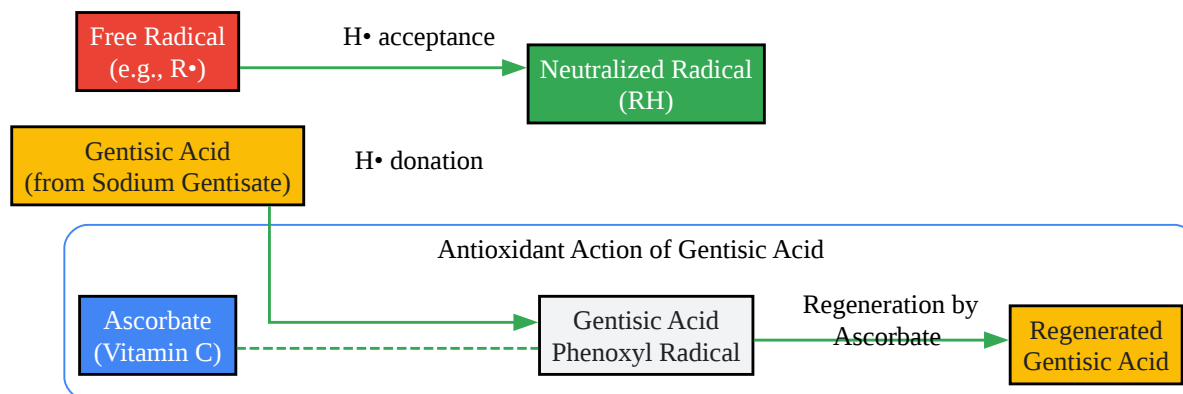 Free Radical
(e.g., R•)
H• acceptance
Neutralized Radical
(RH)
Gentisic Acid
(from Sodium Gentisate)
H• donation
Antioxidant Action of Gentisic Acid
Ascorbate
(Vitamin C)
Gentisic Acid
Phenoxyl Radical
Regeneration by
Ascorbate
Regenerated
Gentisic Acid